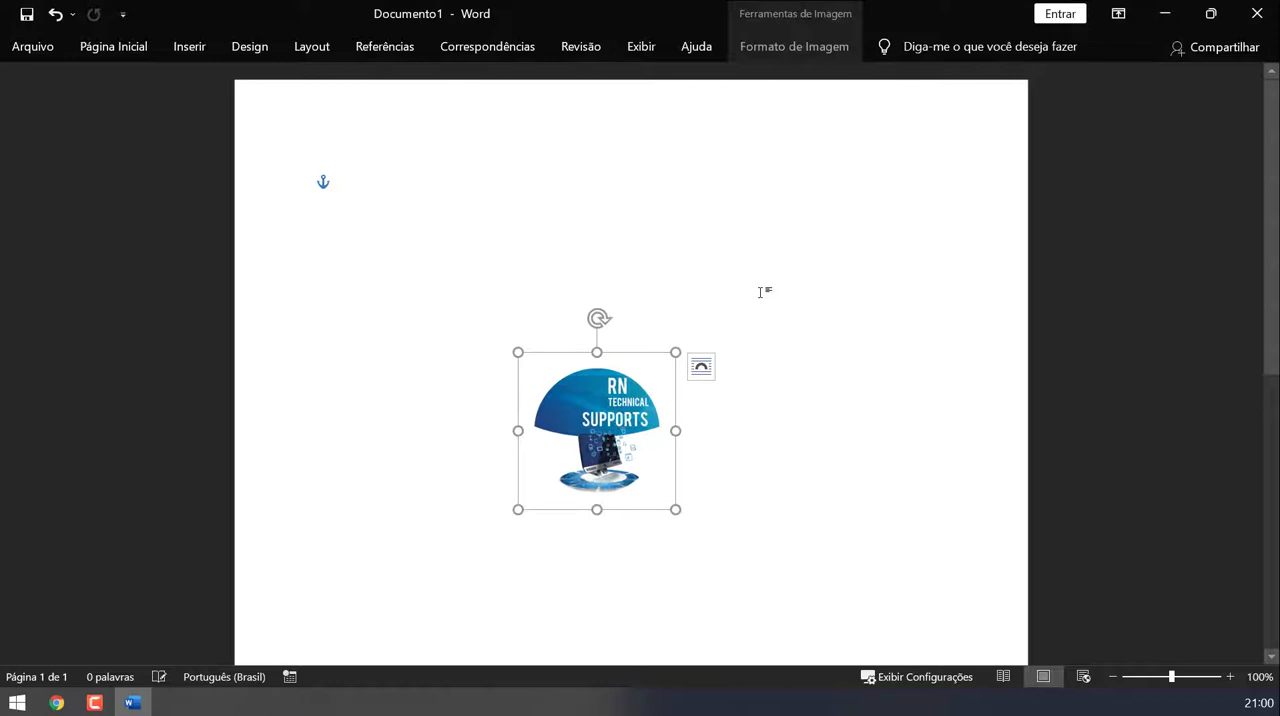 Documento1 - Word
Ferramentas de Imagem
Entrar
Arquivo
Página Inicial
Inserir
Design
Layout
Referências
Correspondências
Revisão
Exibir
Ajuda
Formato de Imagem
Diga-me o que você deseja fazer
Compartilhar
RN
TECHNICAL
SUPPORTS
Página 1 de 1
0 palavras
Português (Brasil)
Exibir Configurações
100%
21:00